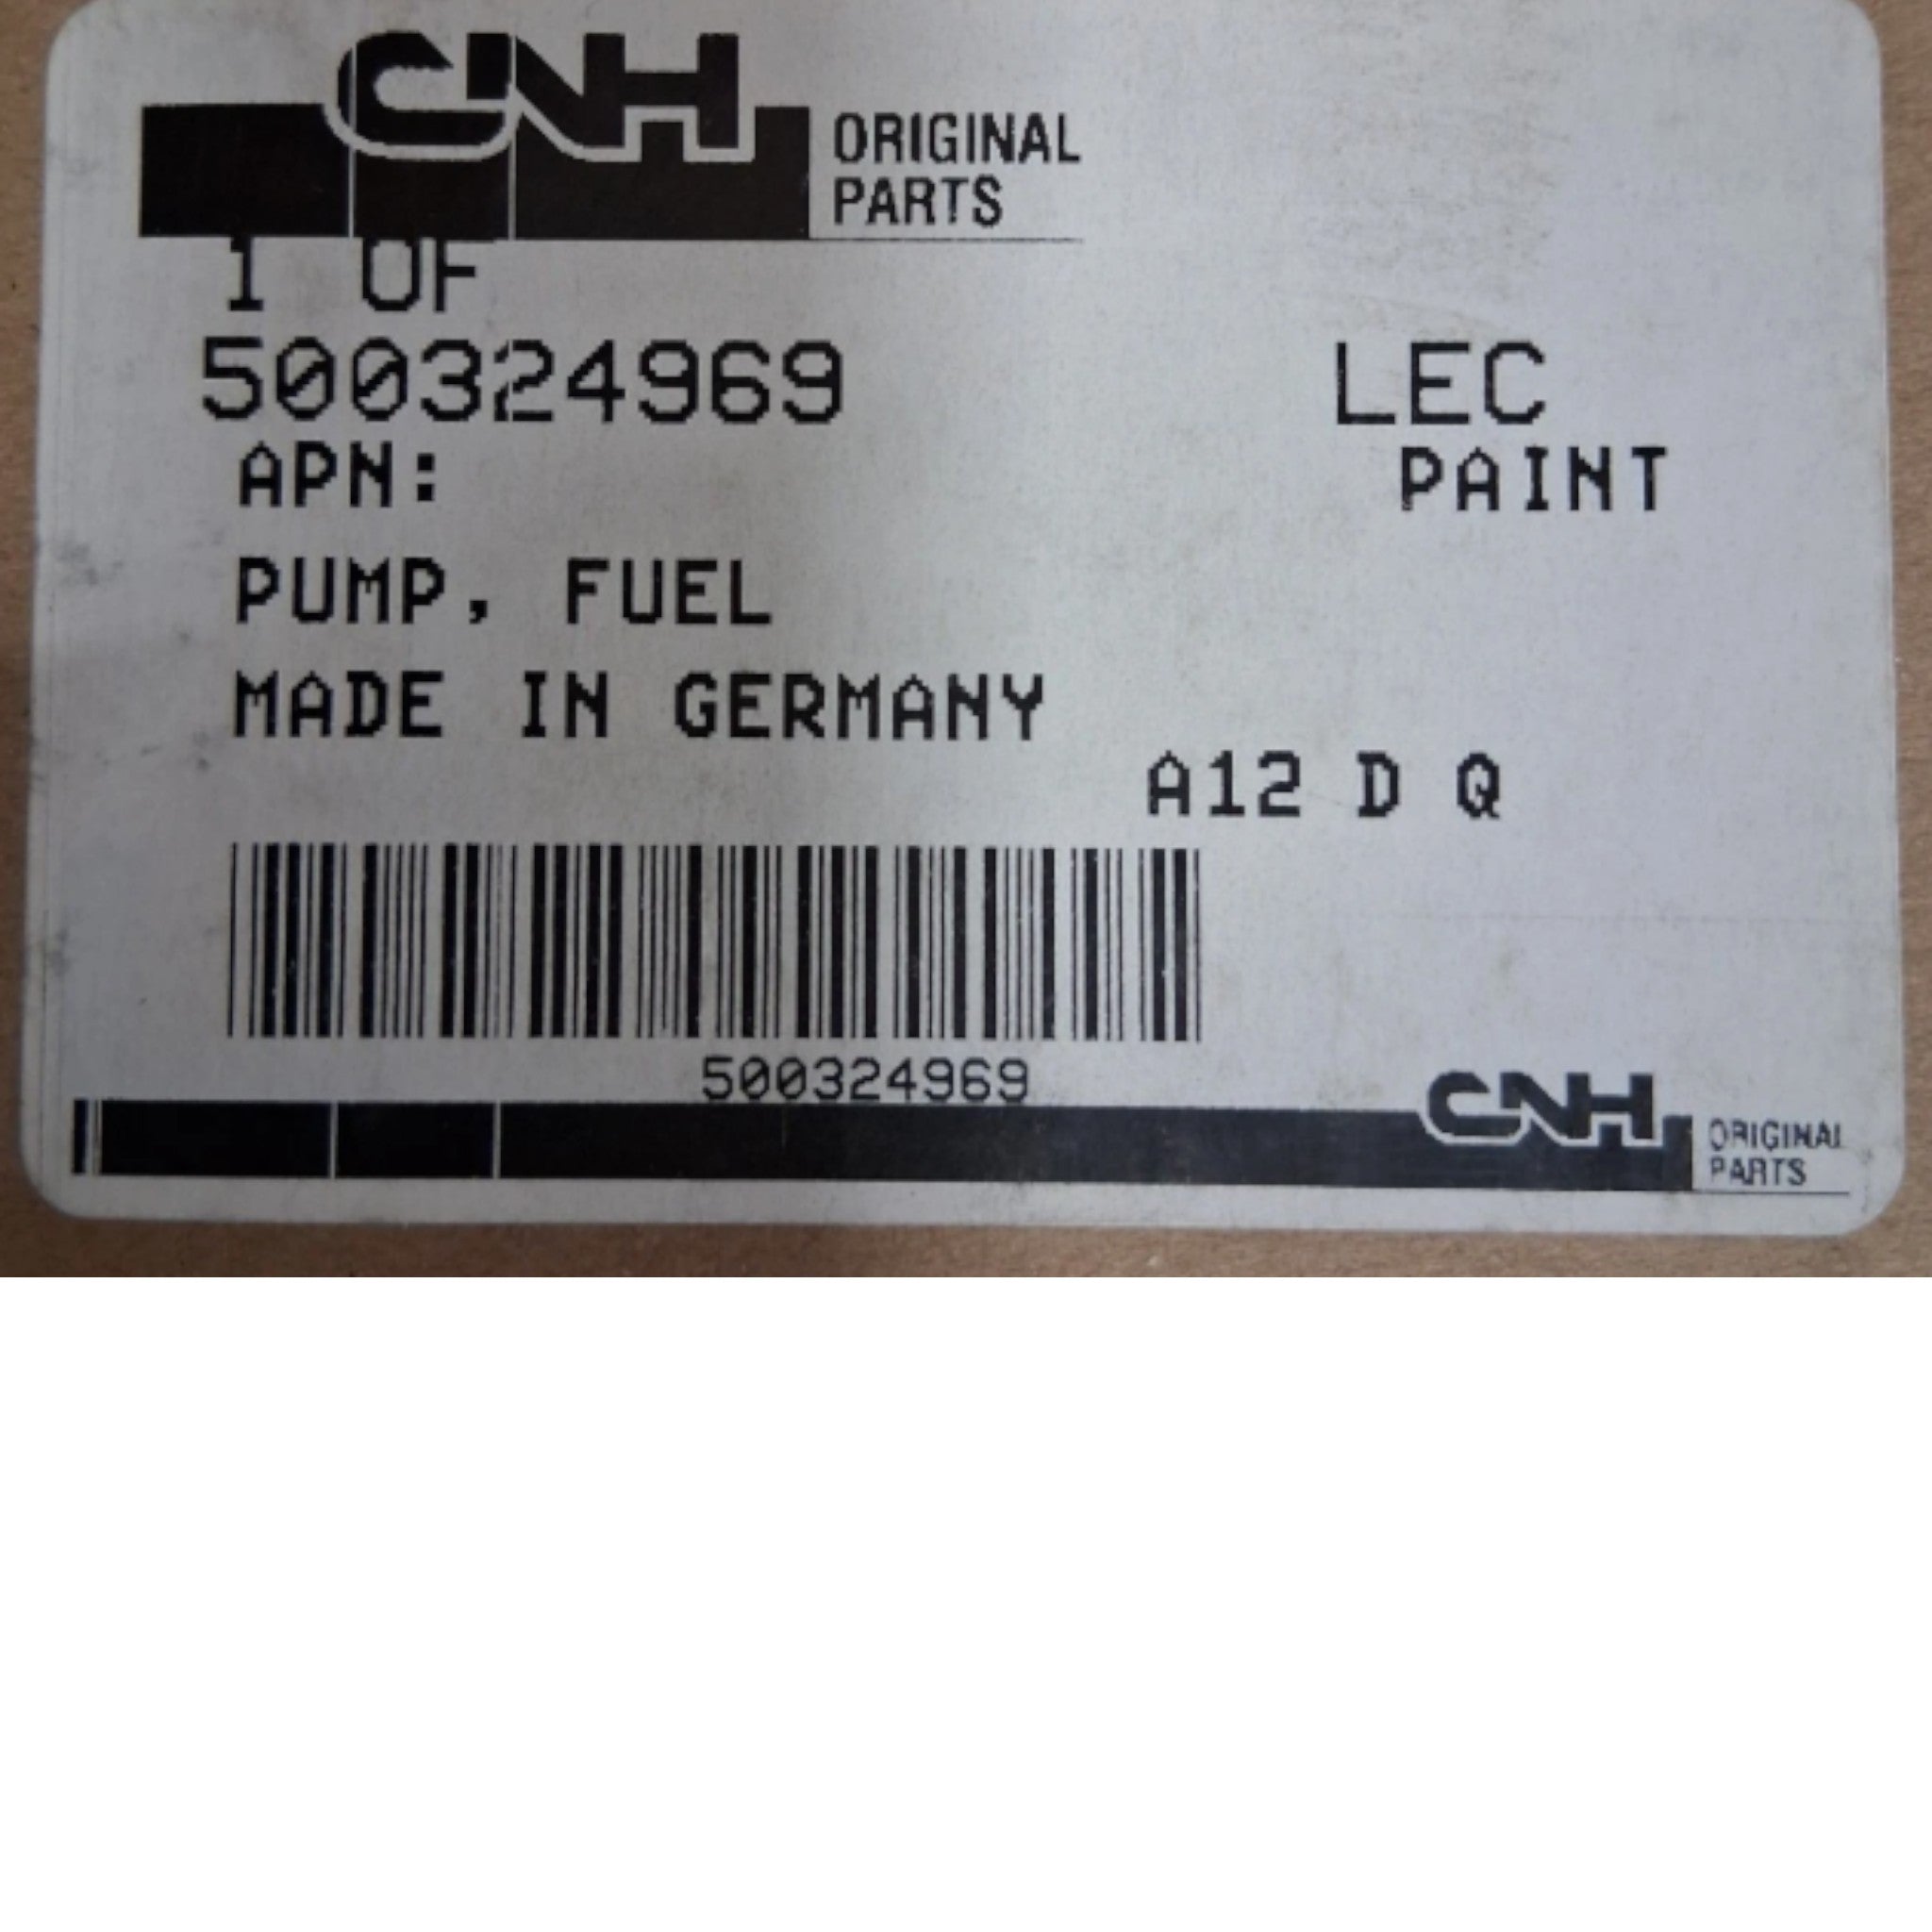 CNH ORIGINAL
PARTS
1 OF
500324969 LEC
APN: PAINT
PUMP, FUEL
MADE IN GERMANY
A12 D Q
500324969
CNH ORIGINAL
PARTS